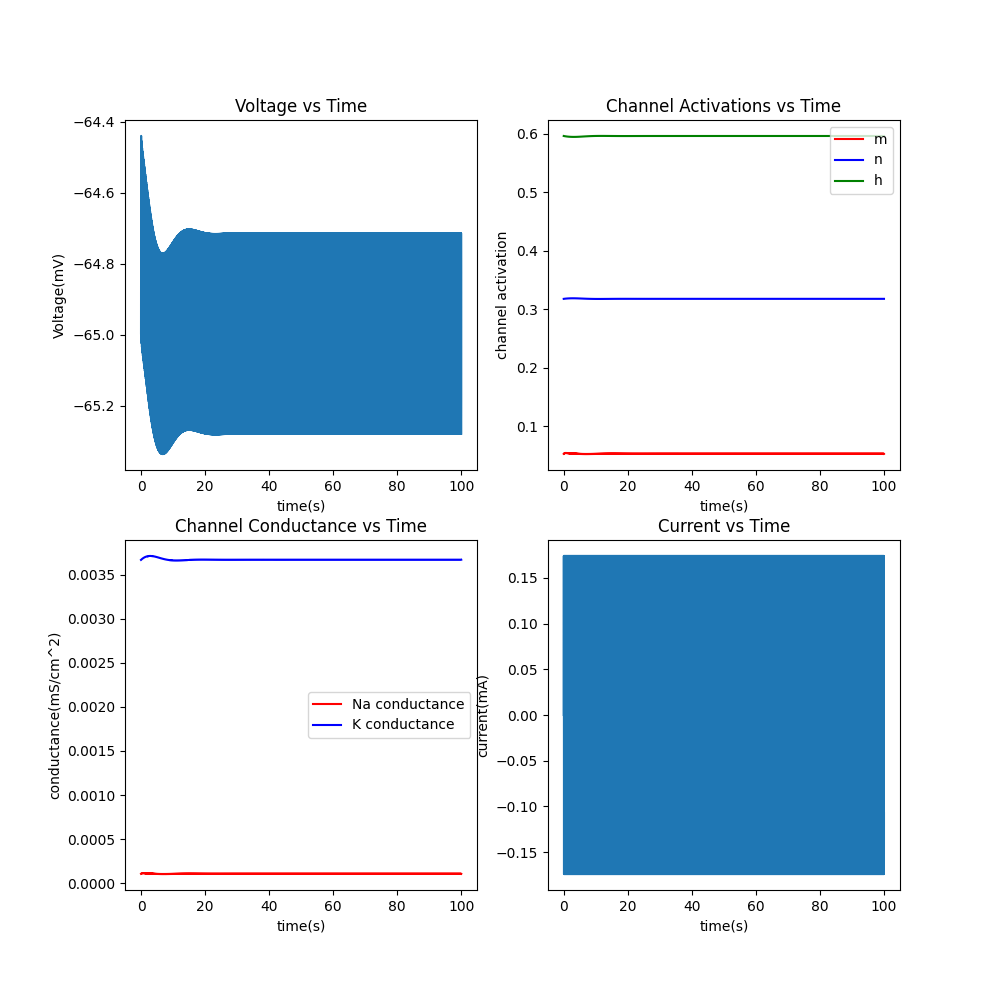 Voltage vs Time
Voltage(mV)
−64.4
−64.6
−64.8
−65.0
−65.2
0 20 40 60 80 100
time(s)
Channel Activations vs Time
channel activation
0.6
0.5
0.4
0.3
0.2
0.1
m
n
h
0 20 40 60 80 100
time(s)
Channel Conductance vs Time
conductance(mS/cm^2)
0.0035
0.0030
0.0025
0.0020
0.0015
0.0010
0.0005
0.0000
Na conductance
K conductance
0 20 40 60 80 100
time(s)
Current vs Time
current(mA)
0.15
0.10
0.05
0.00
−0.05
−0.10
−0.15
0 20 40 60 80 100
time(s)